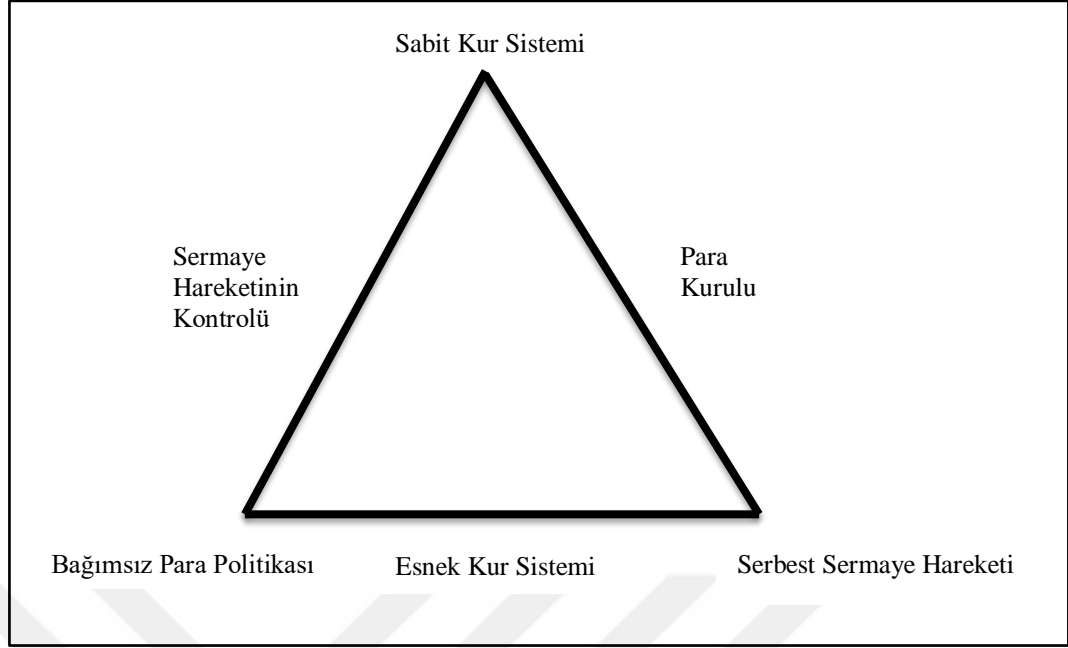 Sabit Kur Sistemi
Sermaye
Hareketinin
Kontrolü
Para
Kurulu
Bağımsız Para Politikası
Esnek Kur Sistemi
Serbest Sermaye Hareketi